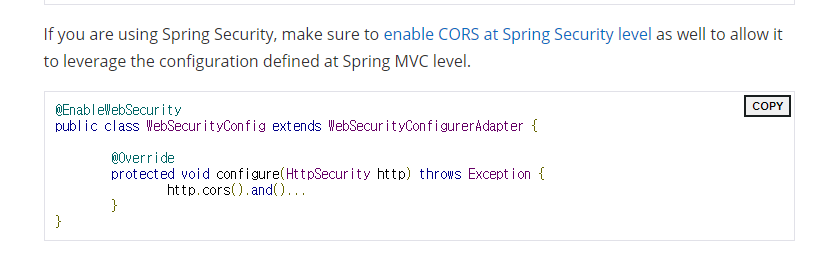 If you are using Spring Security, make sure to enable CORS at Spring Security level as well to allow it
to leverage the configuration defined at Spring MVC level.
COPY
@EnableWebSecurity
public class WebSecurityConfig extends WebSecurityConfigurerAdapter {
@Override
protected void configure(HttpSecurity http) throws Exception {
http.cors().and()...
}
}